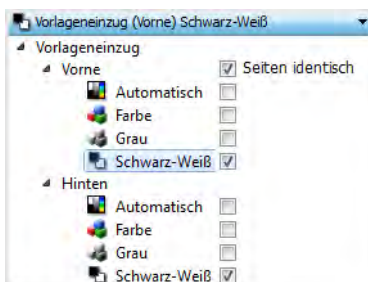 Vorlageneinzug (Vorne) Schwarz-Weiß
Vorlageneinzug
Vorne Seiten identisch
Automatisch
Farbe
Grau
Schwarz-Weiß
Hinten
Automatisch
Farbe
Grau
Schwarz-Weiß